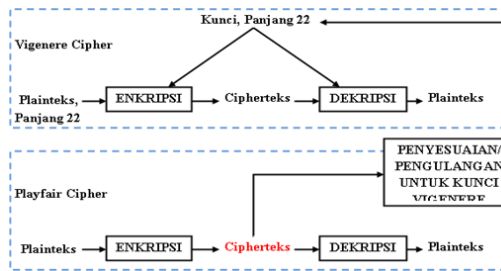 Kunci, Panjang 22
Vigenere Cipher
Plainteks, Panjang 22
ENKRIPSI
Cipherteks
DEKRIPSI
Plainteks
PENYESUAIAN/
PENGULANGAN
UNTUK KUNCI
VIGENERE
Playfair Cipher
Plainteks
ENKRIPSI
Cipherteks
DEKRIPSI
Plainteks